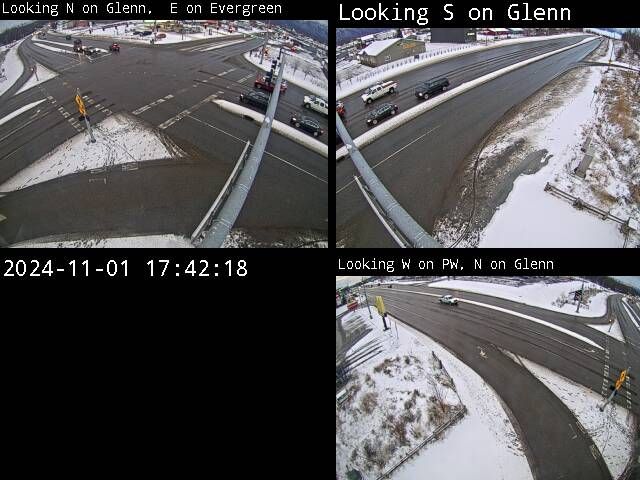 Looking N on Glenn,  E on Evergreen
Looking S on Glenn
2024-11-01 17:42:18
Looking W on PW, N on Glenn